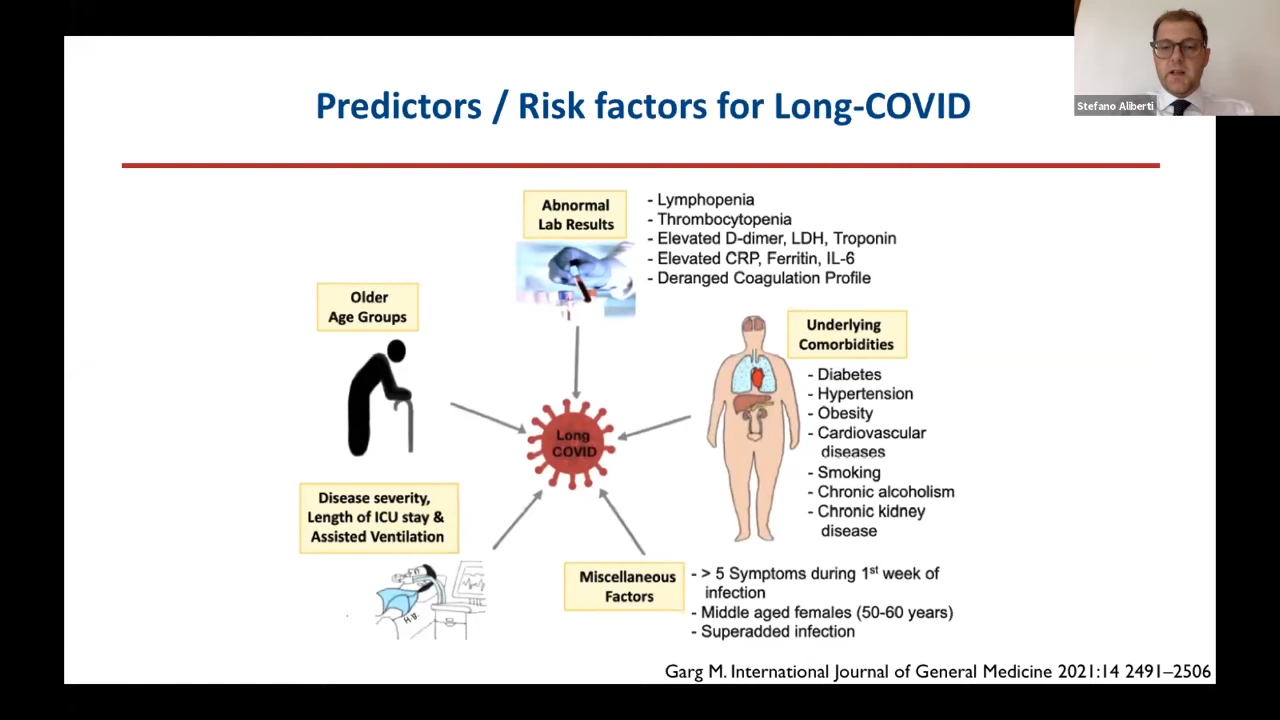 Stefano Aliberti
Predictors / Risk factors for Long-COVID
Abnormal
Lab Results
- Lymphopenia
- Thrombocytopenia
- Elevated D-dimer, LDH, Troponin
- Elevated CRP, Ferritin, IL-6
- Deranged Coagulation Profile
Older
Age Groups
Underlying
Comorbidities
- Diabetes
- Hypertension
- Obesity
- Cardiovascular
diseases
- Smoking
- Chronic alcoholism
- Chronic kidney
disease
Long
COVID
Disease severity,
Length of ICU stay &
Assisted Ventilation
H.B.
Miscellaneous
Factors
- > 5 Symptoms during 1st week of
infection
- Middle aged females (50-60 years)
- Superadded infection
Garg M. International Journal of General Medicine 2021:14 2491–2506